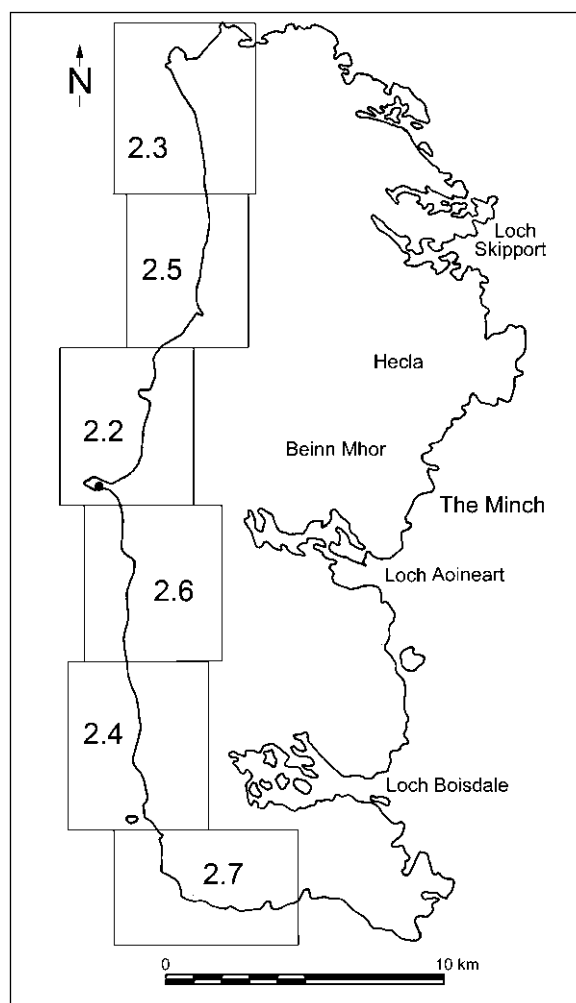 N
2.3
Loch
Skipport
2.5
Hecla
2.2
Beinn Mhor
The Minch
Loch Aoineart
2.6
2.4
Loch Boisdale
2.7
0
10 km